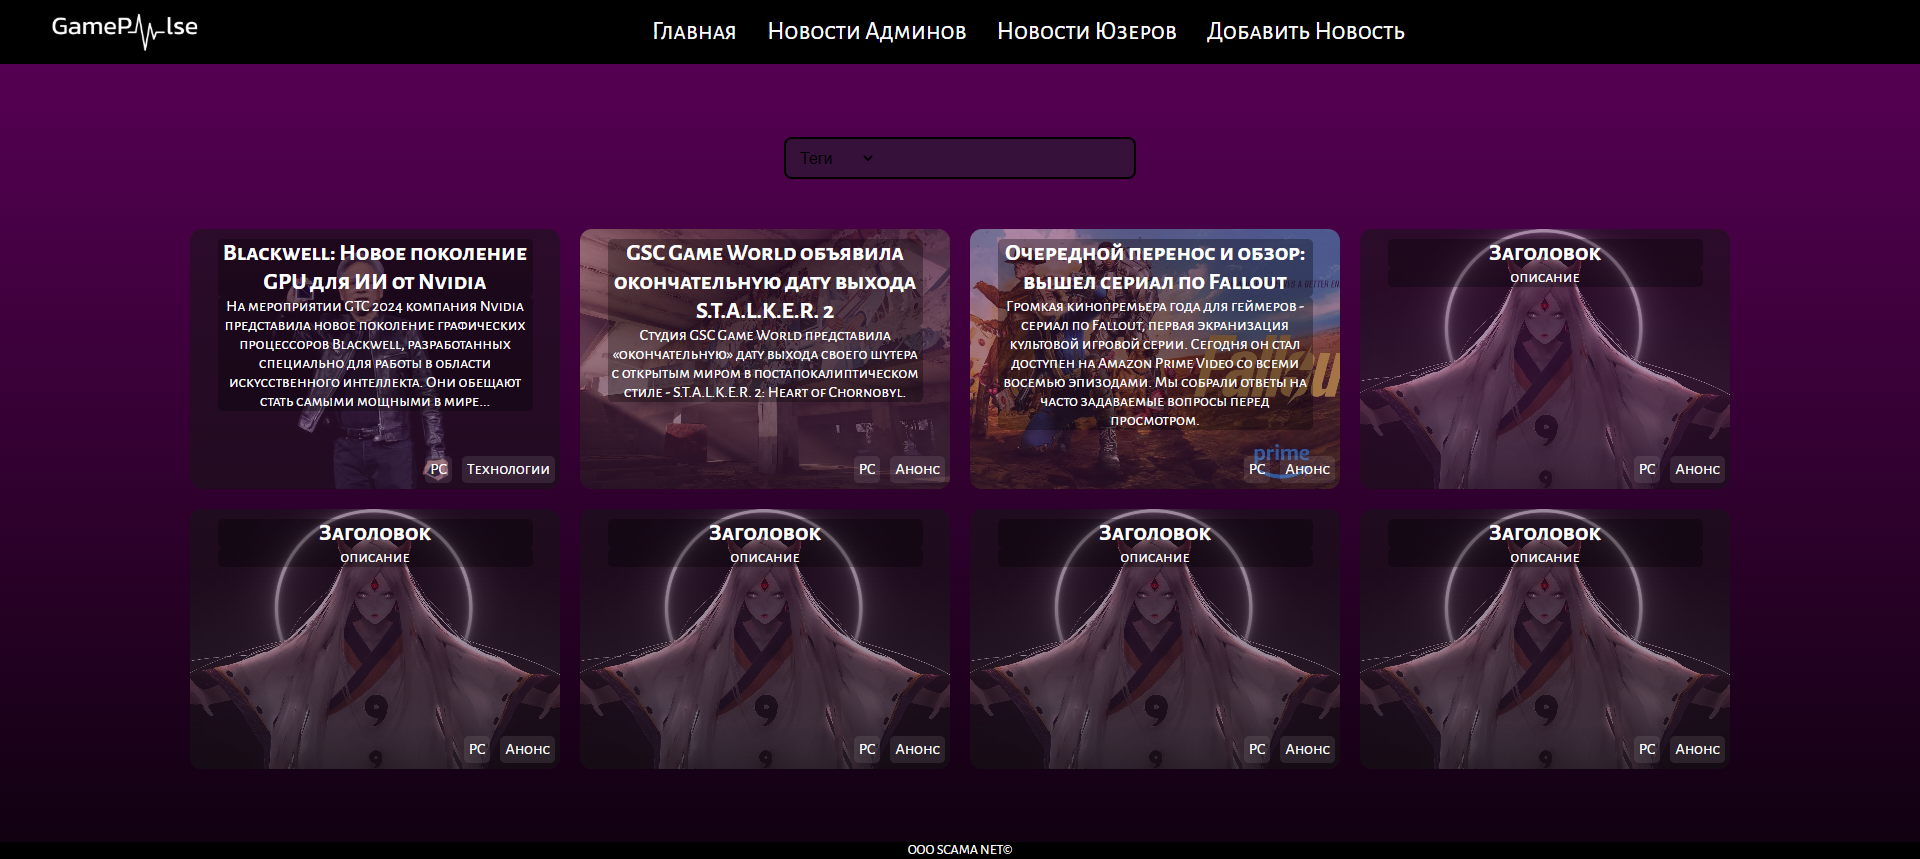 GamePulse
Главная Новости Админов Новости Юзеров Добавить Новость
Теги
Blackwell: Новое поколение
GPU для ИИ от Nvidia
На мероприятии GTC 2024 компания Nvidia
представила новое поколение графических
процессоров Blackwell, разработанных
специально для работы в области
искусственного интеллекта. Они обещают
стать самыми мощными в мире...
PC Технологии
GSC Game World объявила
окончательную дату выхода
S.T.A.L.K.E.R. 2
Студия GSC Game World представила
«окончательную» дату выхода своего шутера
с открытым миром в постапокалиптическом
стиле - S.T.A.L.K.E.R. 2: Heart of Chornobyl.
PC Анонс
Очередной перенос и обзор:
вышел сериал по Fallout
Громкая кинопремьера года для геймеров -
сериал по Fallout, первая экранизация
культовой игровой серии. Сегодня он стал
доступен на Amazon Prime Video со всеми
восемью эпизодами. Мы собрали ответы на
часто задаваемые вопросы перед
просмотром.
prime
PC Анонс
Заголовок
описание
PC Анонс
Заголовок
описание
PC Анонс
Заголовок
описание
PC Анонс
Заголовок
описание
PC Анонс
Заголовок
описание
PC Анонс
ООО SCAMA NET©